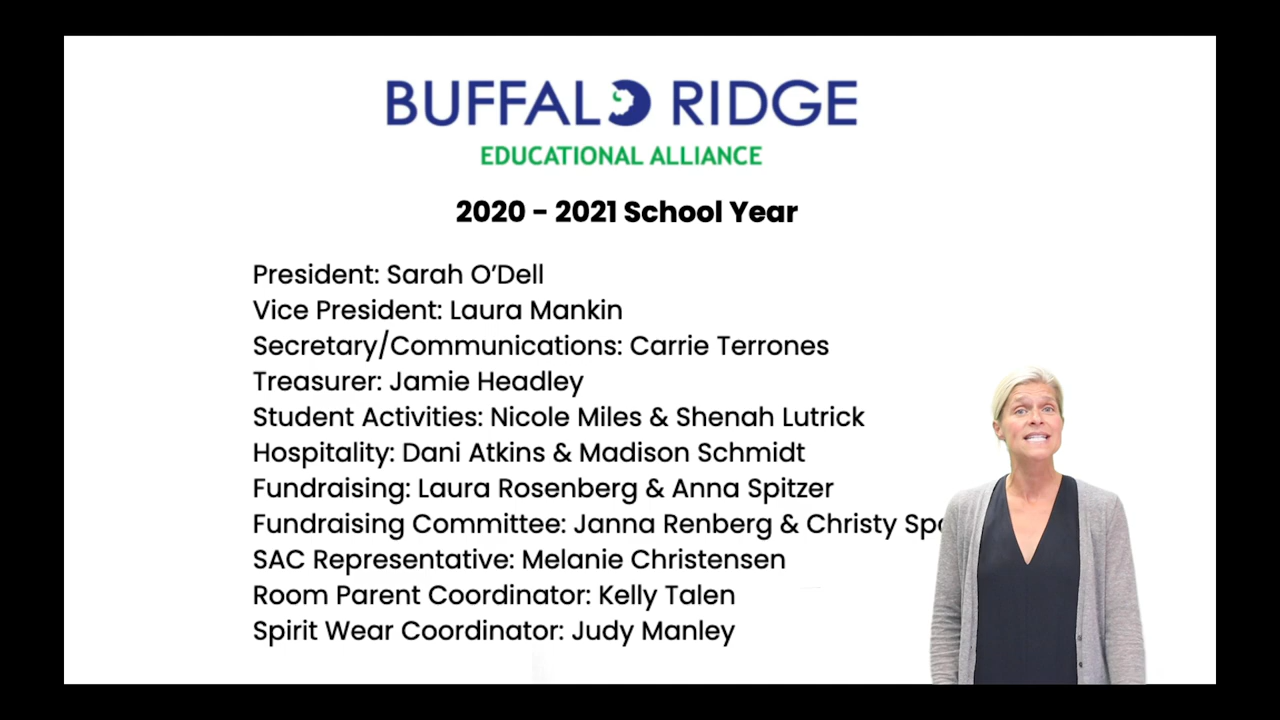 BUFFALO RIDGE
EDUCATIONAL ALLIANCE
2020 - 2021 School Year
President: Sarah O’Dell
Vice President: Laura Mankin
Secretary/Communications: Carrie Terrones
Treasurer: Jamie Headley
Student Activities: Nicole Miles & Shenah Lutrick
Hospitality: Dani Atkins & Madison Schmidt
Fundraising: Laura Rosenberg & Anna Spitzer
Fundraising Committee: Janna Renberg & Christy
SAC Representative: Melanie Christensen
Room Parent Coordinator: Kelly Talen
Spirit Wear Coordinator: Judy Manley